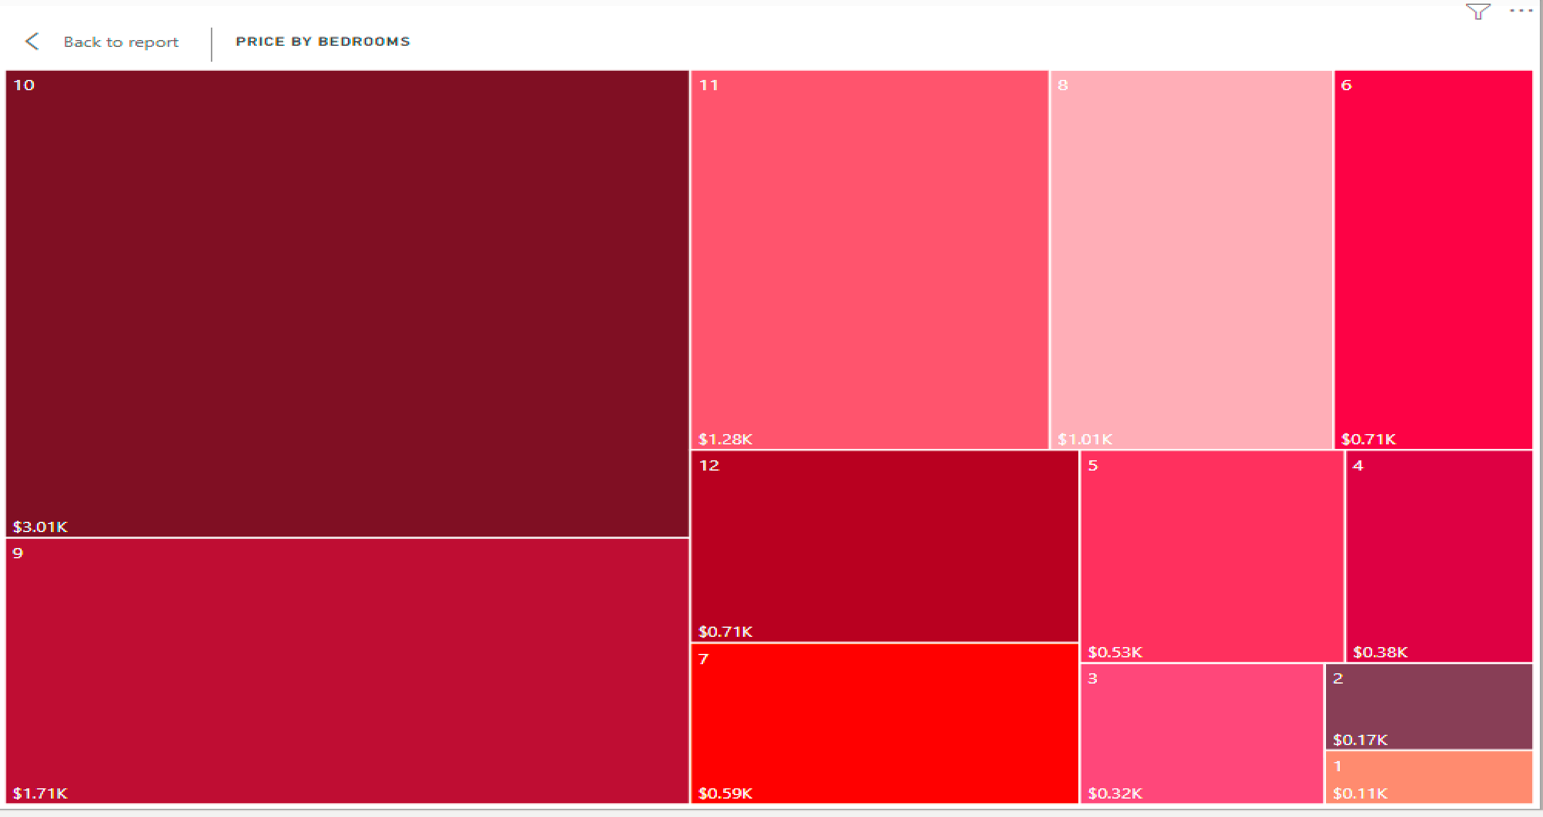 Back to report
PRICE BY BEDROOMS
10
$3.01K
9
$1.71K
11
$1.28K
8
$1.01K
6
$0.71K
12
$0.71K
7
$0.59K
5
$0.53K
4
$0.38K
3
$0.32K
2
$0.17K
1
$0.11K